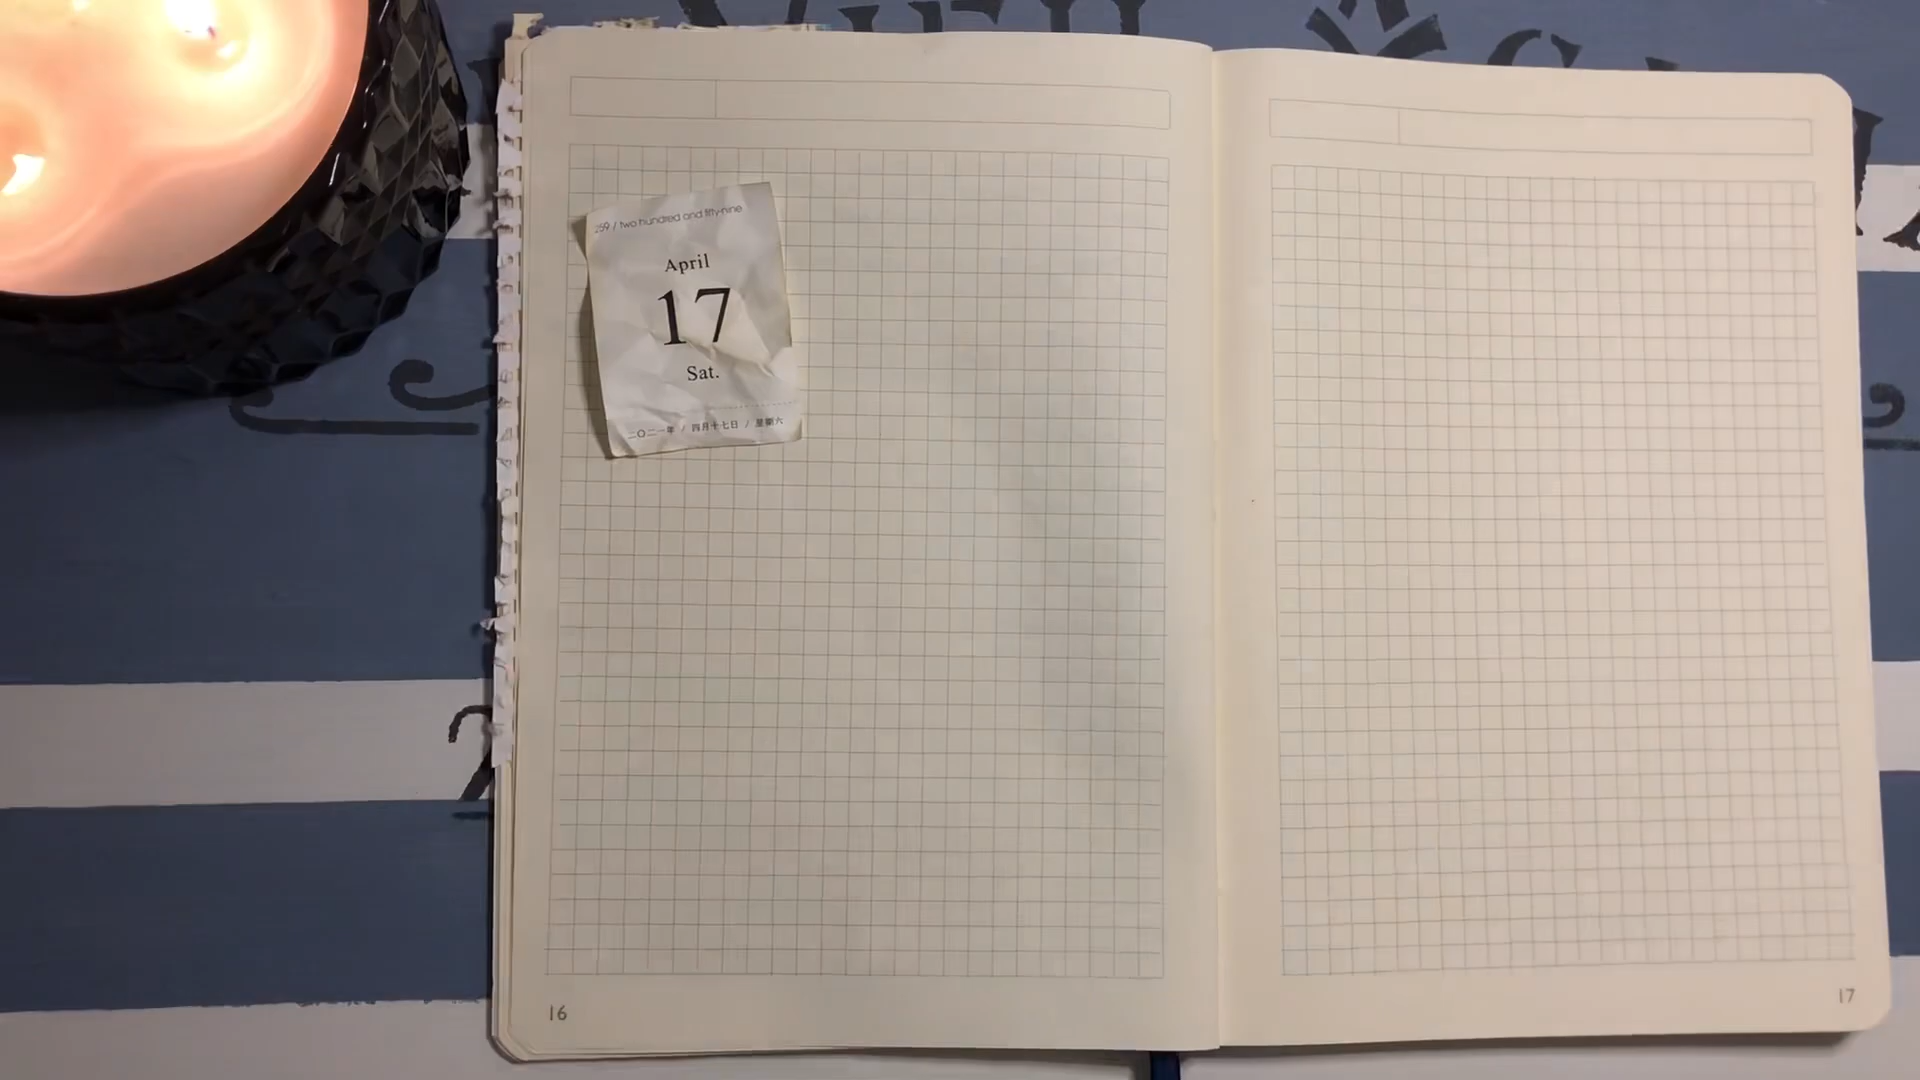 259 / two hundred and fifty-nine
April
17
Sat.
二〇二一年 / 四月十七日 / 星期六
16
17